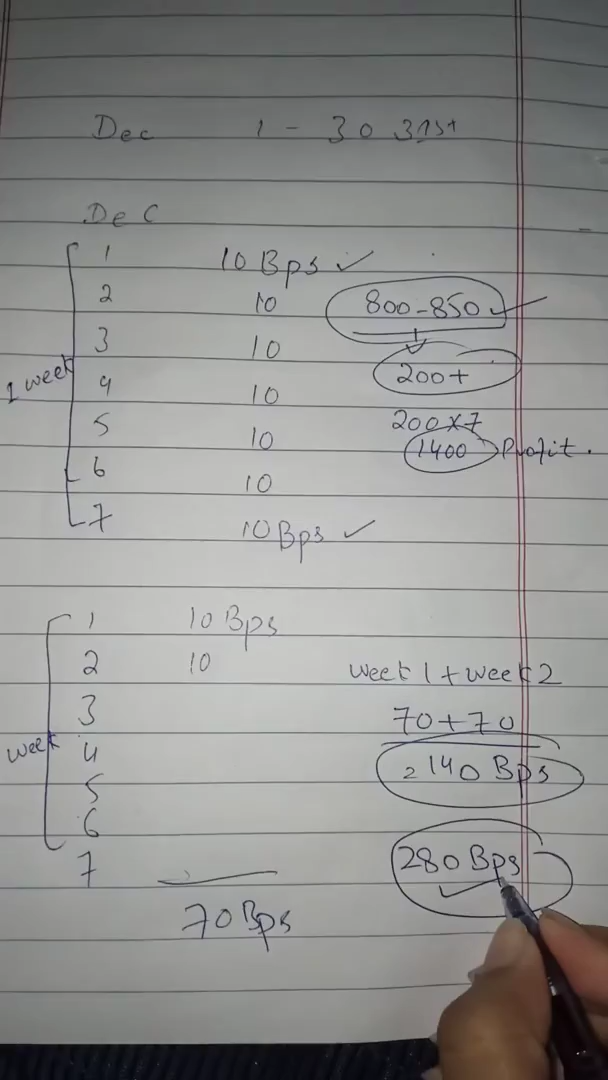 Dec 1 - 30 31st
Dec
1 10 Bps ✓
2 10 800-850 ✓
3 10
200+
4 10
200x7
5 10
1400 Profit.
6 10
7 10 Bps ✓
1 week
1 10 Bps
2 10
week 1 + week 2
3
70+70
4
= 140 Bps
5
6
7
280 Bps
70 Bps
week